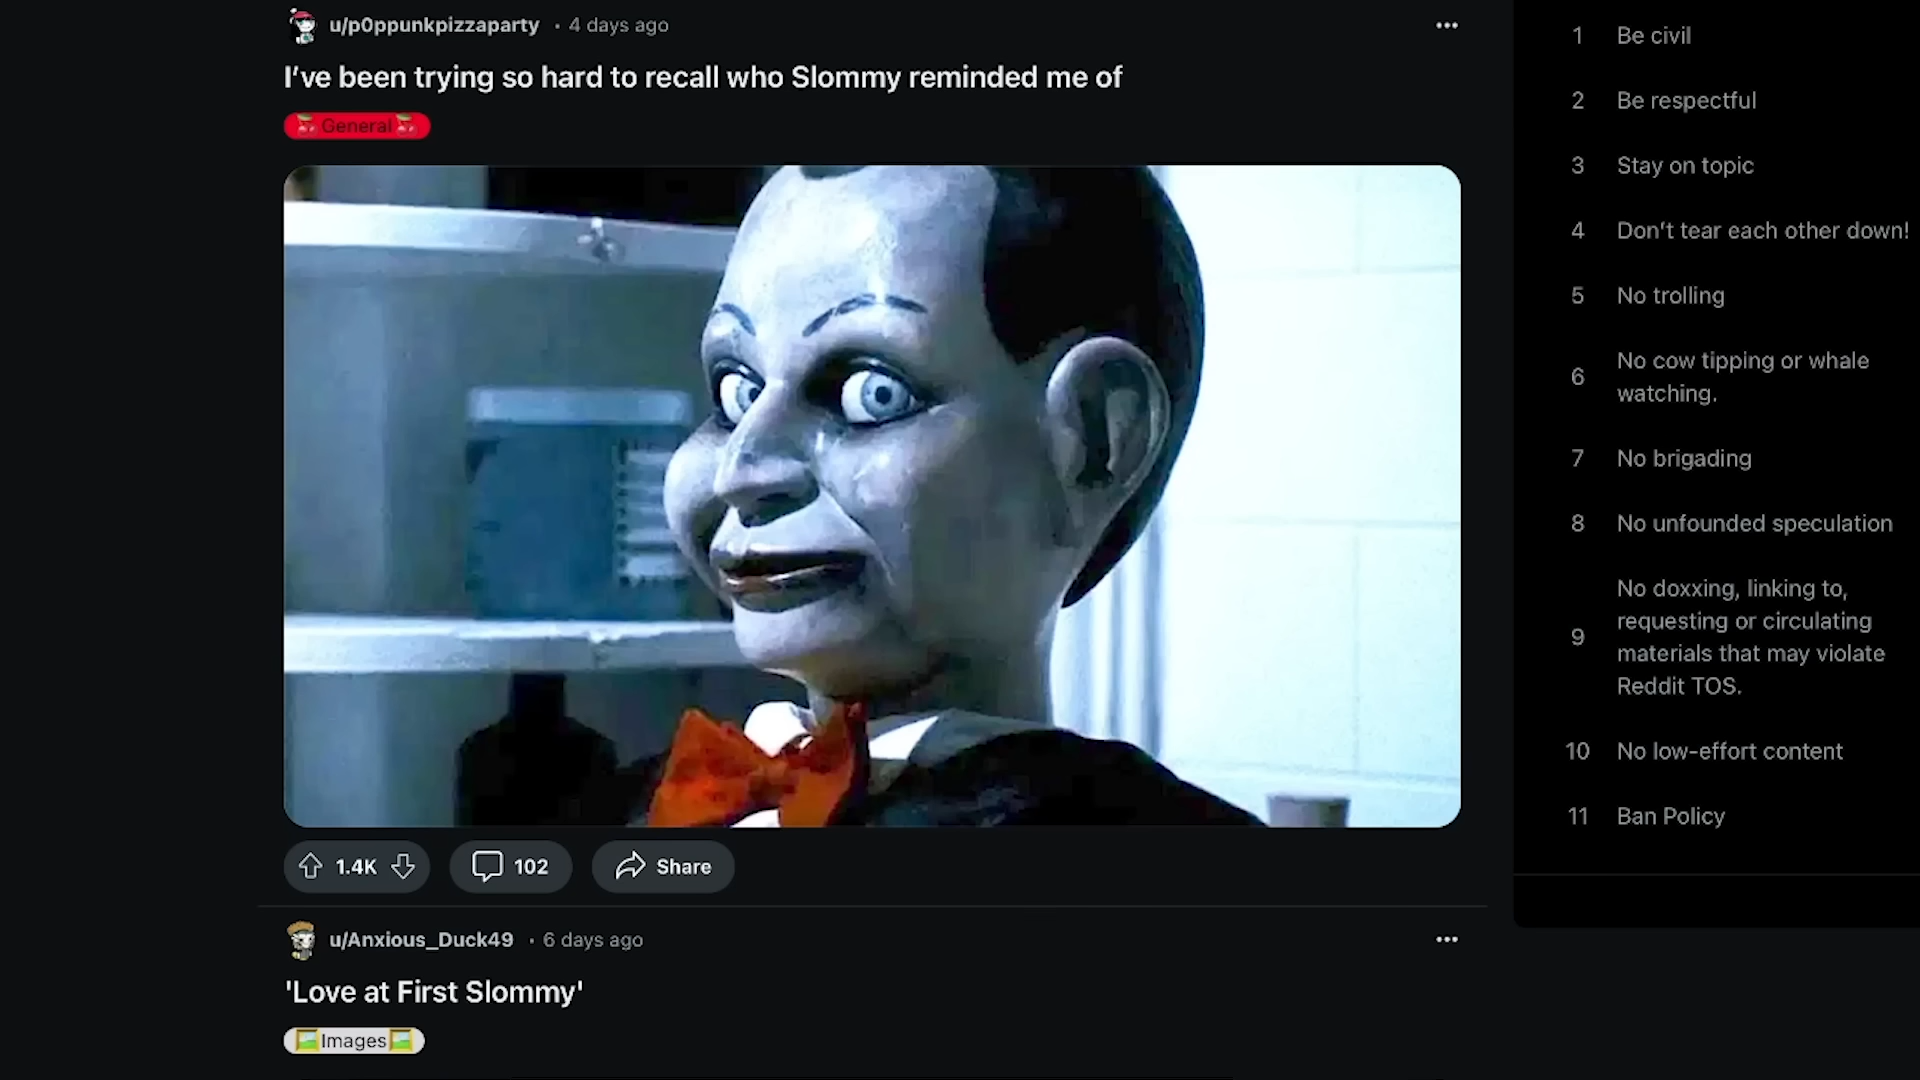 u/p0ppunkpizzaparty · 4 days ago
I've been trying so hard to recall who Slommy reminded me of
🍒General🍒
1.4K
102
Share
u/Anxious_Duck49 · 6 days ago
'Love at First Slommy'
🖼️Images🖼️
1 Be civil
2 Be respectful
3 Stay on topic
4 Don't tear each other down!
5 No trolling
6 No cow tipping or whale
watching.
7 No brigading
8 No unfounded speculation
9 No doxxing, linking to,
requesting or circulating
materials that may violate
Reddit TOS.
10 No low-effort content
11 Ban Policy